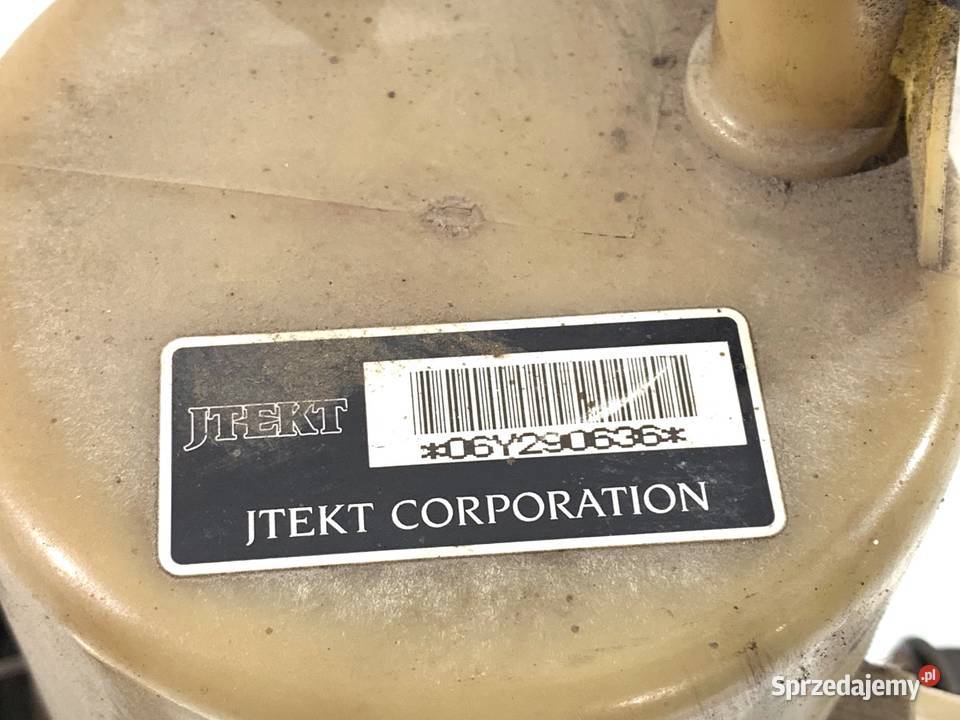 JTEKT
*06Y290636*
JTEKT CORPORATION
Sprzedajemy.pl